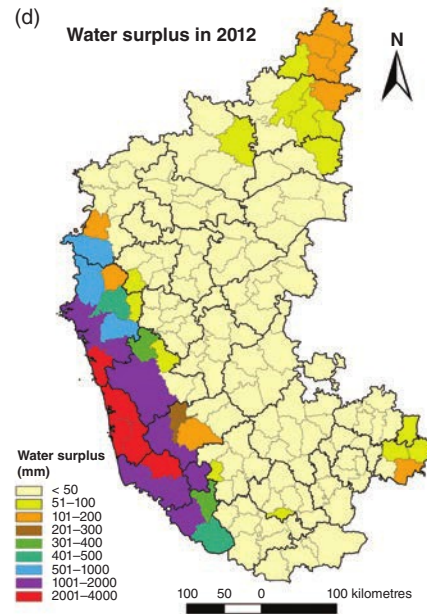 (d)
Water surplus in 2012
N
Water surplus
(mm)
< 50
51–100
101–200
201–300
301–400
401–500
501–1000
1001–2000
2001–4000
100 50 0 100 kilometres